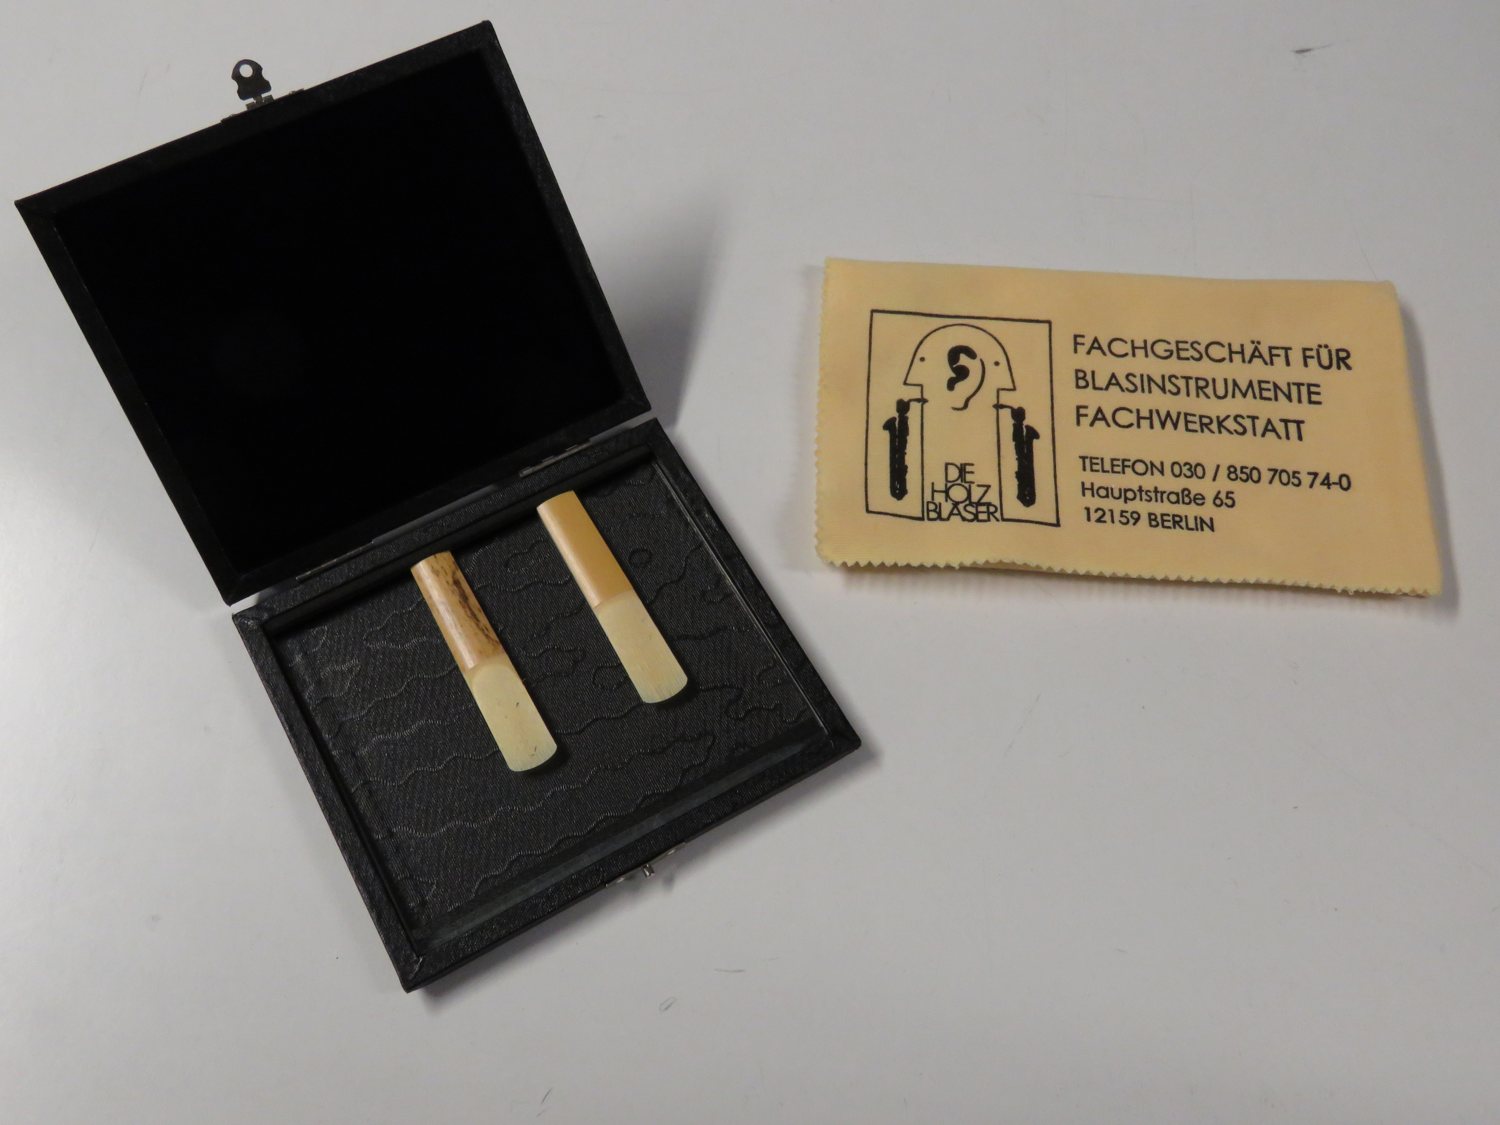 FACHGESCHÄFT FÜR
BLASINSTRUMENTE
FACHWERKSTATT
TELEFON 030 / 850 705 74-0
Hauptstraße 65
12159 BERLIN
DIE
HOLZ
BLÄSER